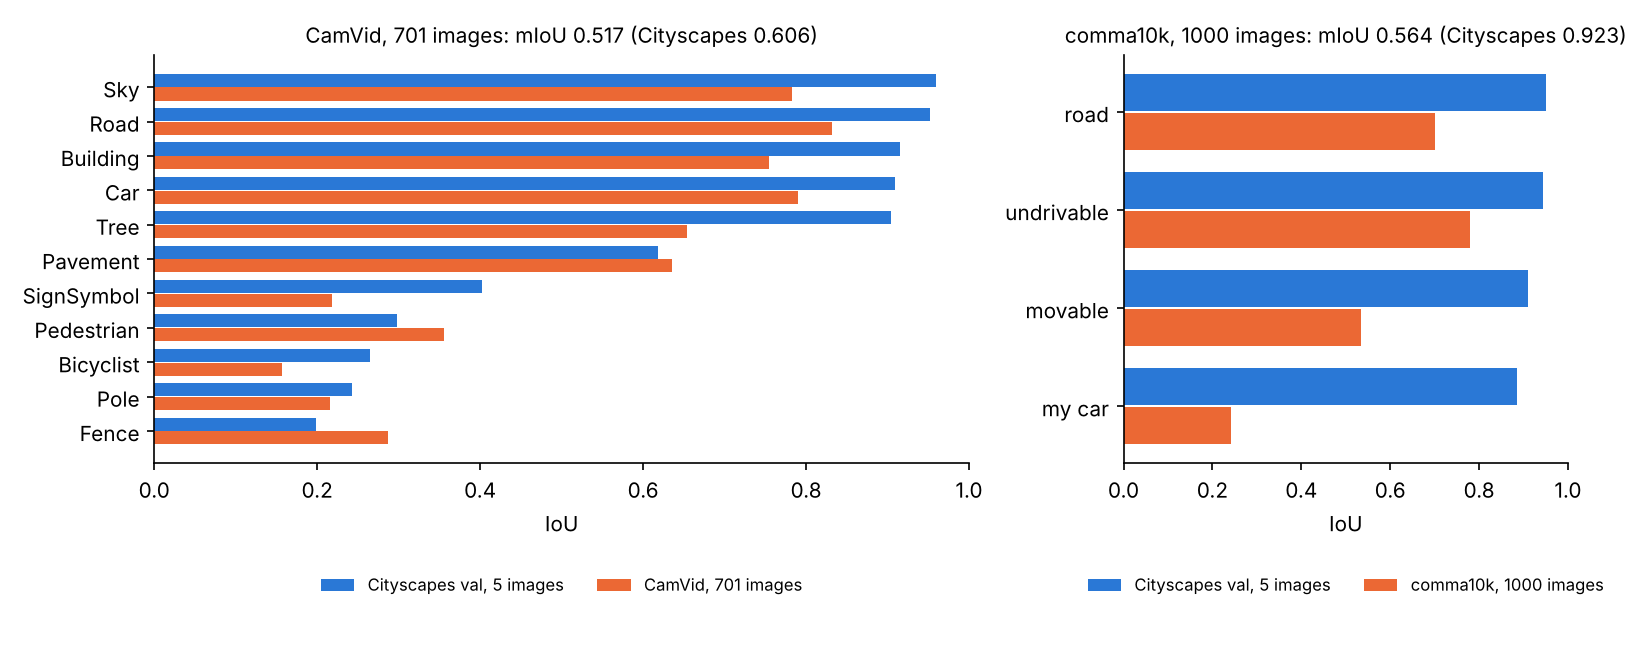 CamVid, 701 images: mIoU 0.517 (Cityscapes 0.606)
Sky
Road
Building
Car
Tree
Pavement
SignSymbol
Pedestrian
Bicyclist
Pole
Fence
0.0 0.2 0.4 0.6 0.8 1.0
IoU
Cityscapes val, 5 images CamVid, 701 images
comma10k, 1000 images: mIoU 0.564 (Cityscapes 0.923)
road
undrivable
movable
my car
0.0 0.2 0.4 0.6 0.8 1.0
IoU
Cityscapes val, 5 images comma10k, 1000 images